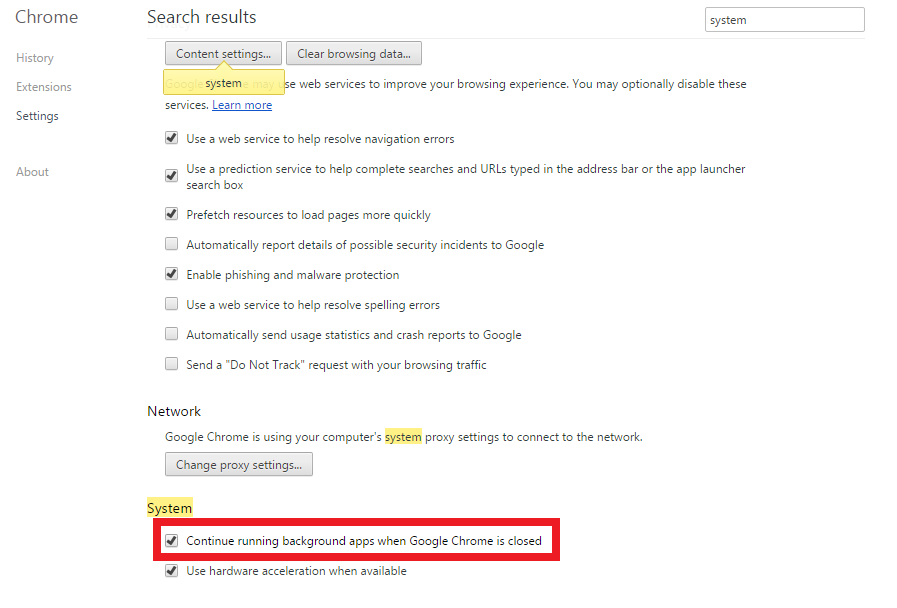 Chrome
Search results
system
History
Extensions
Settings
About
Content settings...
Clear browsing data...
system
Google Chrome may use web services to improve your browsing experience. You may optionally disable these
services. Learn more
Use a web service to help resolve navigation errors
Use a prediction service to help complete searches and URLs typed in the address bar or the app launcher
search box
Prefetch resources to load pages more quickly
Automatically report details of possible security incidents to Google
Enable phishing and malware protection
Use a web service to help resolve spelling errors
Automatically send usage statistics and crash reports to Google
Send a "Do Not Track" request with your browsing traffic
Network
Google Chrome is using your computer's system proxy settings to connect to the network.
Change proxy settings...
System
Continue running background apps when Google Chrome is closed
Use hardware acceleration when available